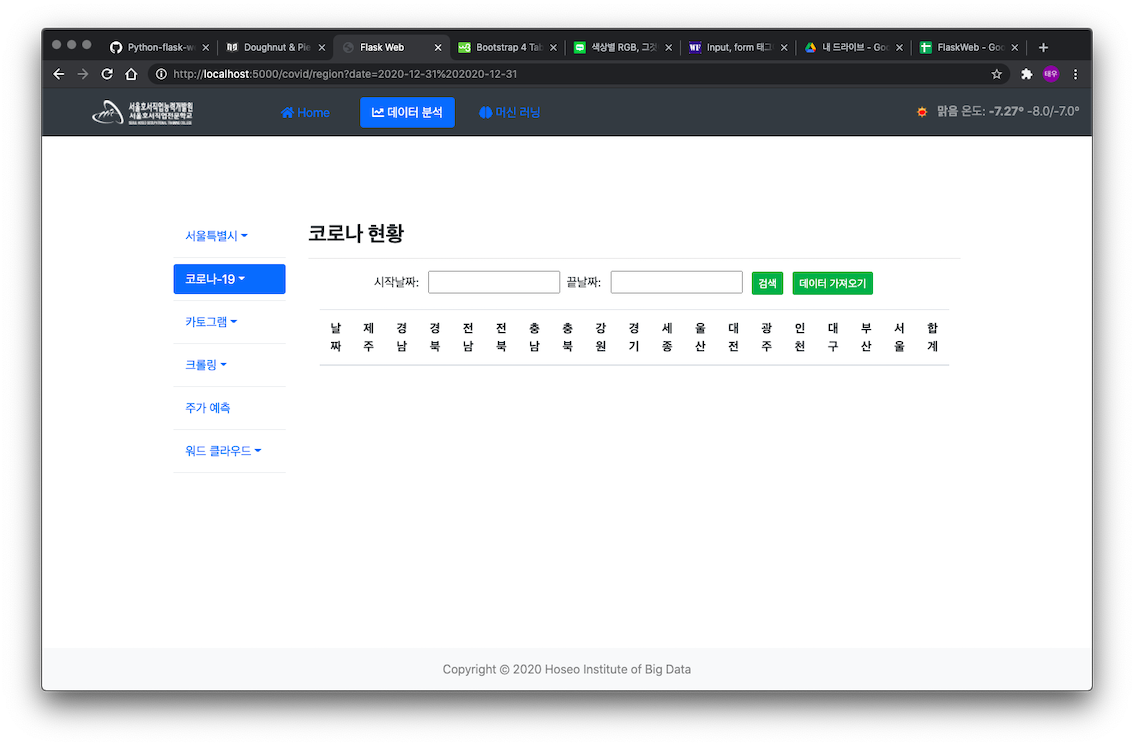 Python-flask-w
Doughnut & Pie
Flask Web
Bootstrap 4 Tab
색상별 RGB, 그것
Input, form 태그
내 드라이브 - Goo
FlaskWeb - Goo
http://localhost:5000/covid/region?date=2020-12-31%202020-12-31
태우
서울호서직업능력개발원
서울호서직업전문학교
Home
데이터 분석
머신 러닝
맑음 온도: -7.27° -8.0/-7.0°
서울특별시
코로나-19
카토그램
크롤링
주가 예측
워드 클라우드
코로나 현황
시작날짜:
끝날짜:
검색
데이터 가져오기
날짜 제주 경남 경북 전남 전북 충남 충북 강원 경기 세종 울산 대전 광주 인천 대구 부산 서울 합계
Copyright © 2020 Hoseo Institute of Big Data